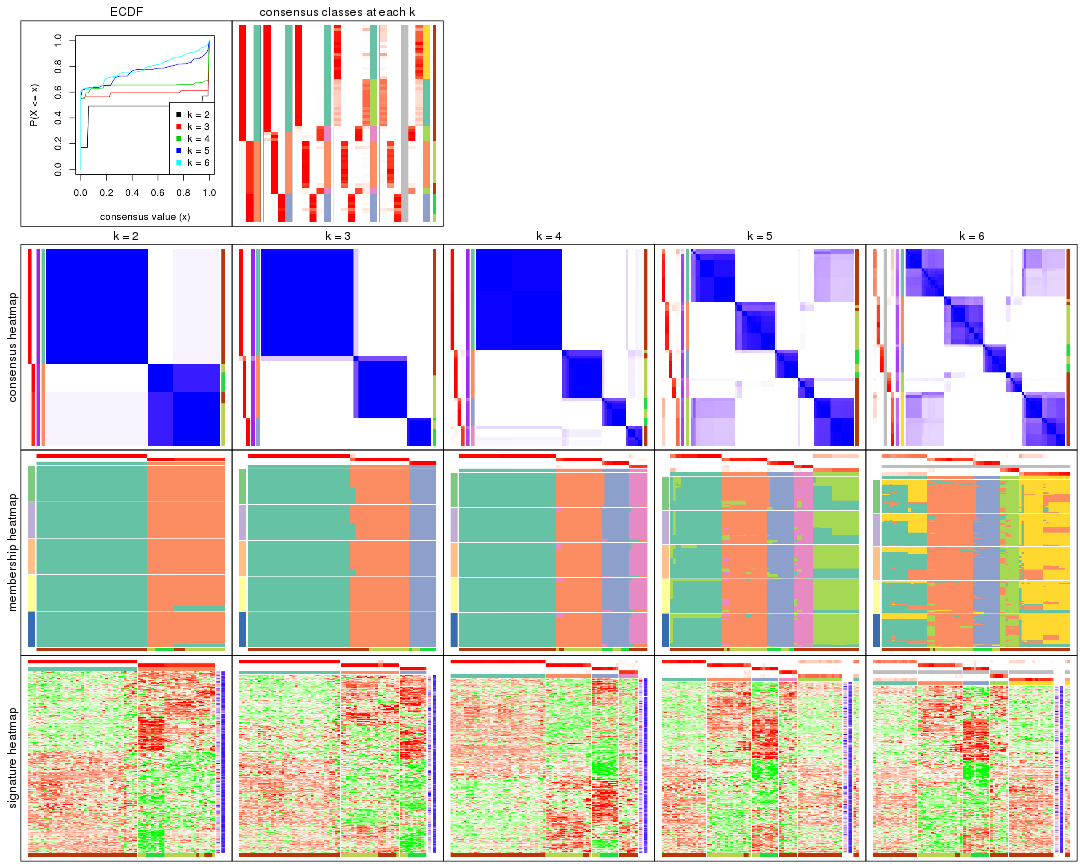 ECDF
consensus classes at each k
P(X <= x)
0.0 0.2 0.4 0.6 0.8 1.0
k = 2
k = 3
k = 4
k = 5
k = 6
0.0 0.2 0.4 0.6 0.8 1.0
consensus value (x)
k = 2
k = 3
k = 4
k = 5
k = 6
consensus heatmap
membership heatmap
signature heatmap